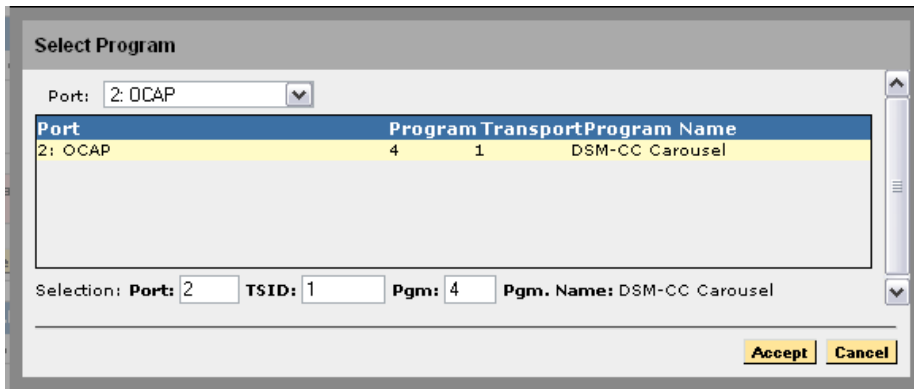 Select Program
Port: 2: OCAP
Port Program Transport Program Name
2: OCAP 4 1 DSM-CC Carousel
Selection: Port: 2 TSID: 1 Pgm: 4 Pgm. Name: DSM-CC Carousel
Accept Cancel